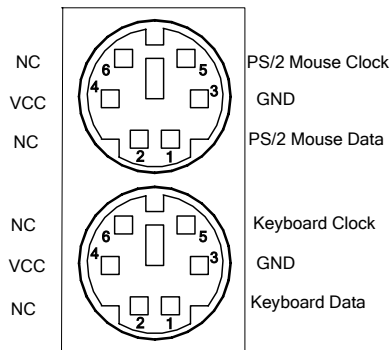 NC 6 5 PS/2 Mouse Clock
VCC 4 3 GND
NC 2 1 PS/2 Mouse Data
NC 6 5 Keyboard Clock
VCC 4 3 GND
NC 2 1 Keyboard Data